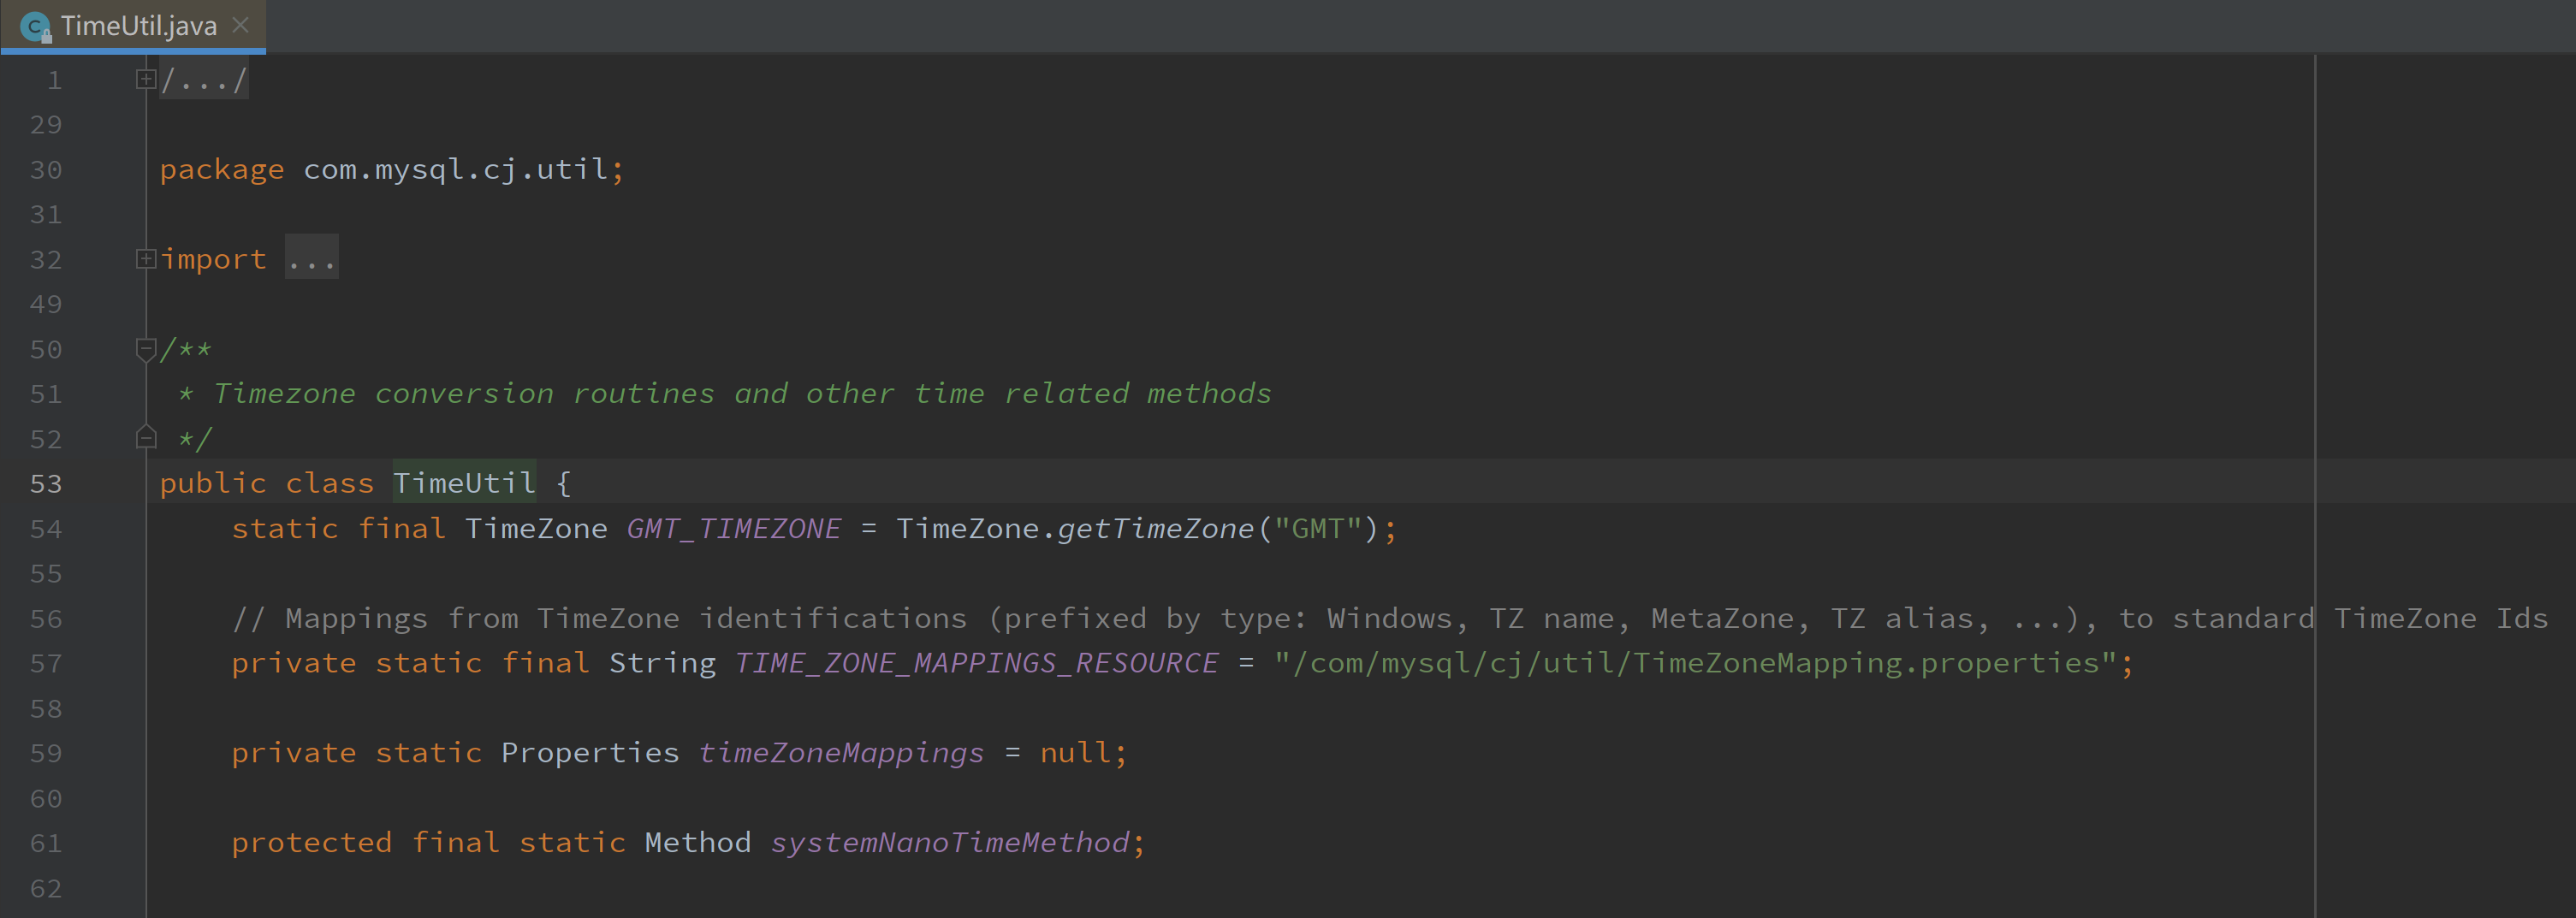 TimeUtil.java
1 /.../
29
30 package com.mysql.cj.util;
31
32 import ...
49
50 /**
51  * Timezone conversion routines and other time related methods
52  */
53 public class TimeUtil {
54     static final TimeZone GMT_TIMEZONE = TimeZone.getTimeZone("GMT");
55
56     // Mappings from TimeZone identifications (prefixed by type: Windows, TZ name, MetaZone, TZ alias, ...), to standard TimeZone Ids
57     private static final String TIME_ZONE_MAPPINGS_RESOURCE = "/com/mysql/cj/util/TimeZoneMapping.properties";
58
59     private static Properties timeZoneMappings = null;
60
61     protected final static Method systemNanoTimeMethod;
62